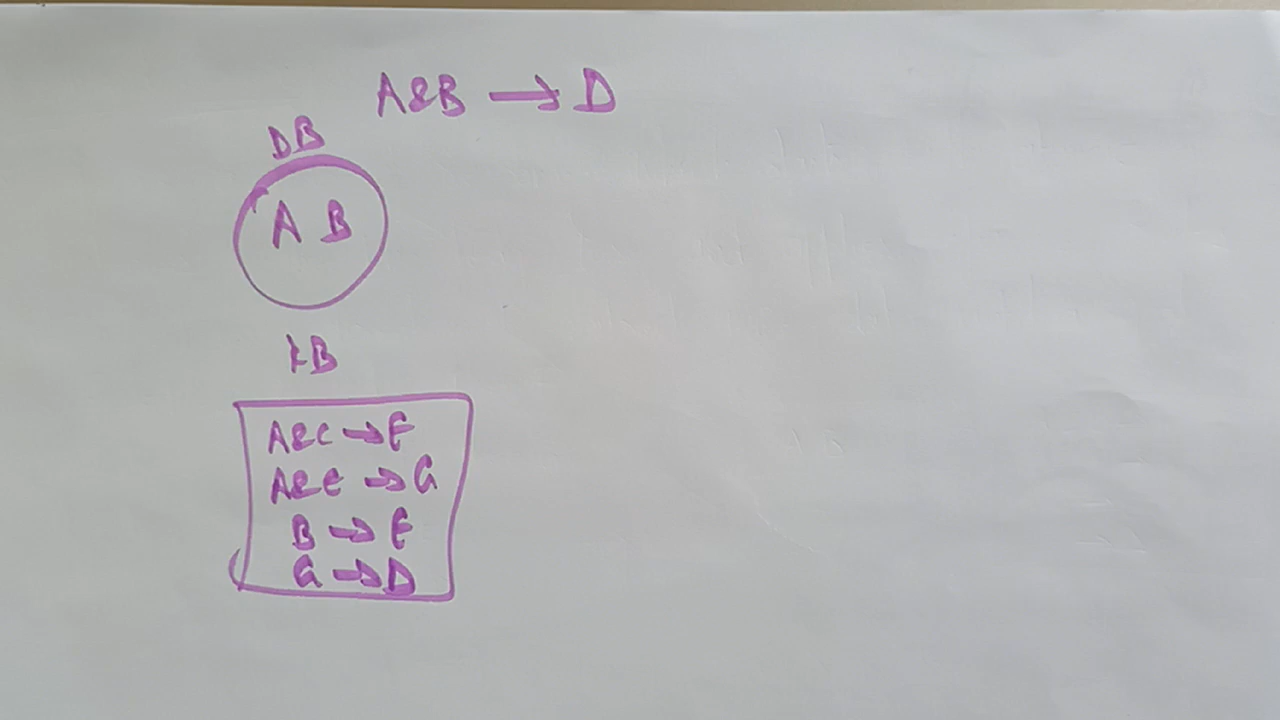 A&B → D
DB
A B
KB
A&C → F
A&E → G
B → E
G → D